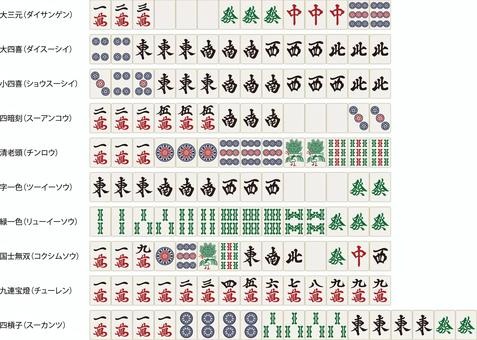 大三元(ダイサンゲン) 一萬 二萬 三萬 發 發 發 中 中 中
大四喜(ダイスーシイ) 東 東 東 南 南 南 西 西 西 北 北 北
小四喜(ショウスーシイ) 東 東 東 南 南 南 西 西 西 北 北
四暗刻(スーアンコウ) 二萬 二萬 二萬 伍萬 伍萬 伍萬 南 南 南
清老頭(チンロウ) 一萬 一萬 一萬
字一色(ツーイーソウ) 東 東 東 南 南 南 西 西 西 發 發
緑一色(リューイーソウ) 發 發 發
国士無双(コクシムソウ) 一萬 一萬 九萬 東 南 北 發 中 西
九連宝燈(チューレン) 一萬 一萬 一萬 一萬 二萬 三萬 四萬 伍萬 六萬 七萬 八萬 九萬 九萬 九萬
四槓子(スーカンツ) 一萬 一萬 一萬 一萬 東 東 東 東 發 發